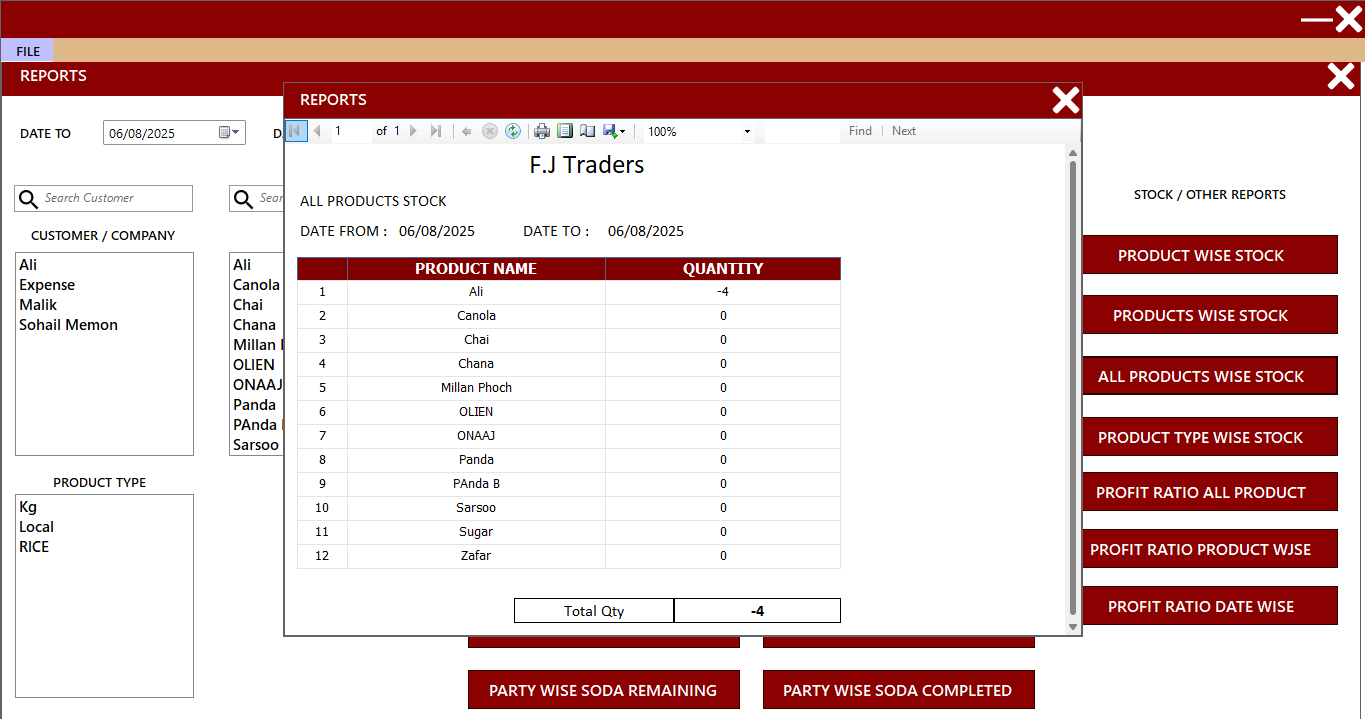 FILE
REPORTS
DATE TO 06/08/2025
Search Customer
CUSTOMER / COMPANY
Ali
Expense
Malik
Sohail Memon
PRODUCT TYPE
Kg
Local
RICE
Ali
Canola
Chai
Chana
Millan
OLIEN
ONAAJ
Panda
PAnda
Sarsoo
REPORTS
1 of 1 100% Find | Next
F.J Traders
ALL PRODUCTS STOCK
DATE FROM : 06/08/2025 DATE TO : 06/08/2025
PRODUCT NAME QUANTITY
1 Ali -4
2 Canola 0
3 Chai 0
4 Chana 0
5 Millan Phoch 0
6 OLIEN 0
7 ONAAJ 0
8 Panda 0
9 PAnda B 0
10 Sarsoo 0
11 Sugar 0
12 Zafar 0
Total Qty -4
STOCK / OTHER REPORTS
PRODUCT WISE STOCK
PRODUCTS WISE STOCK
ALL PRODUCTS WISE STOCK
PRODUCT TYPE WISE STOCK
PROFIT RATIO ALL PRODUCT
PROFIT RATIO PRODUCT WJSE
PROFIT RATIO DATE WISE
PARTY WISE SODA REMAINING
PARTY WISE SODA COMPLETED